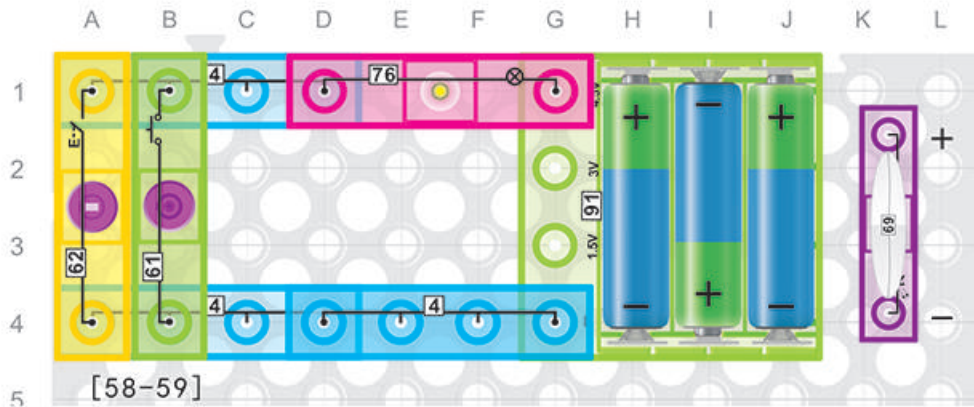 A B C D E F G H I J K L
1 4 76 4.5V + − + +
E
2 3V
91
3 62 61 1.5V 69
4 4 4 − + − −
[58-59]
5